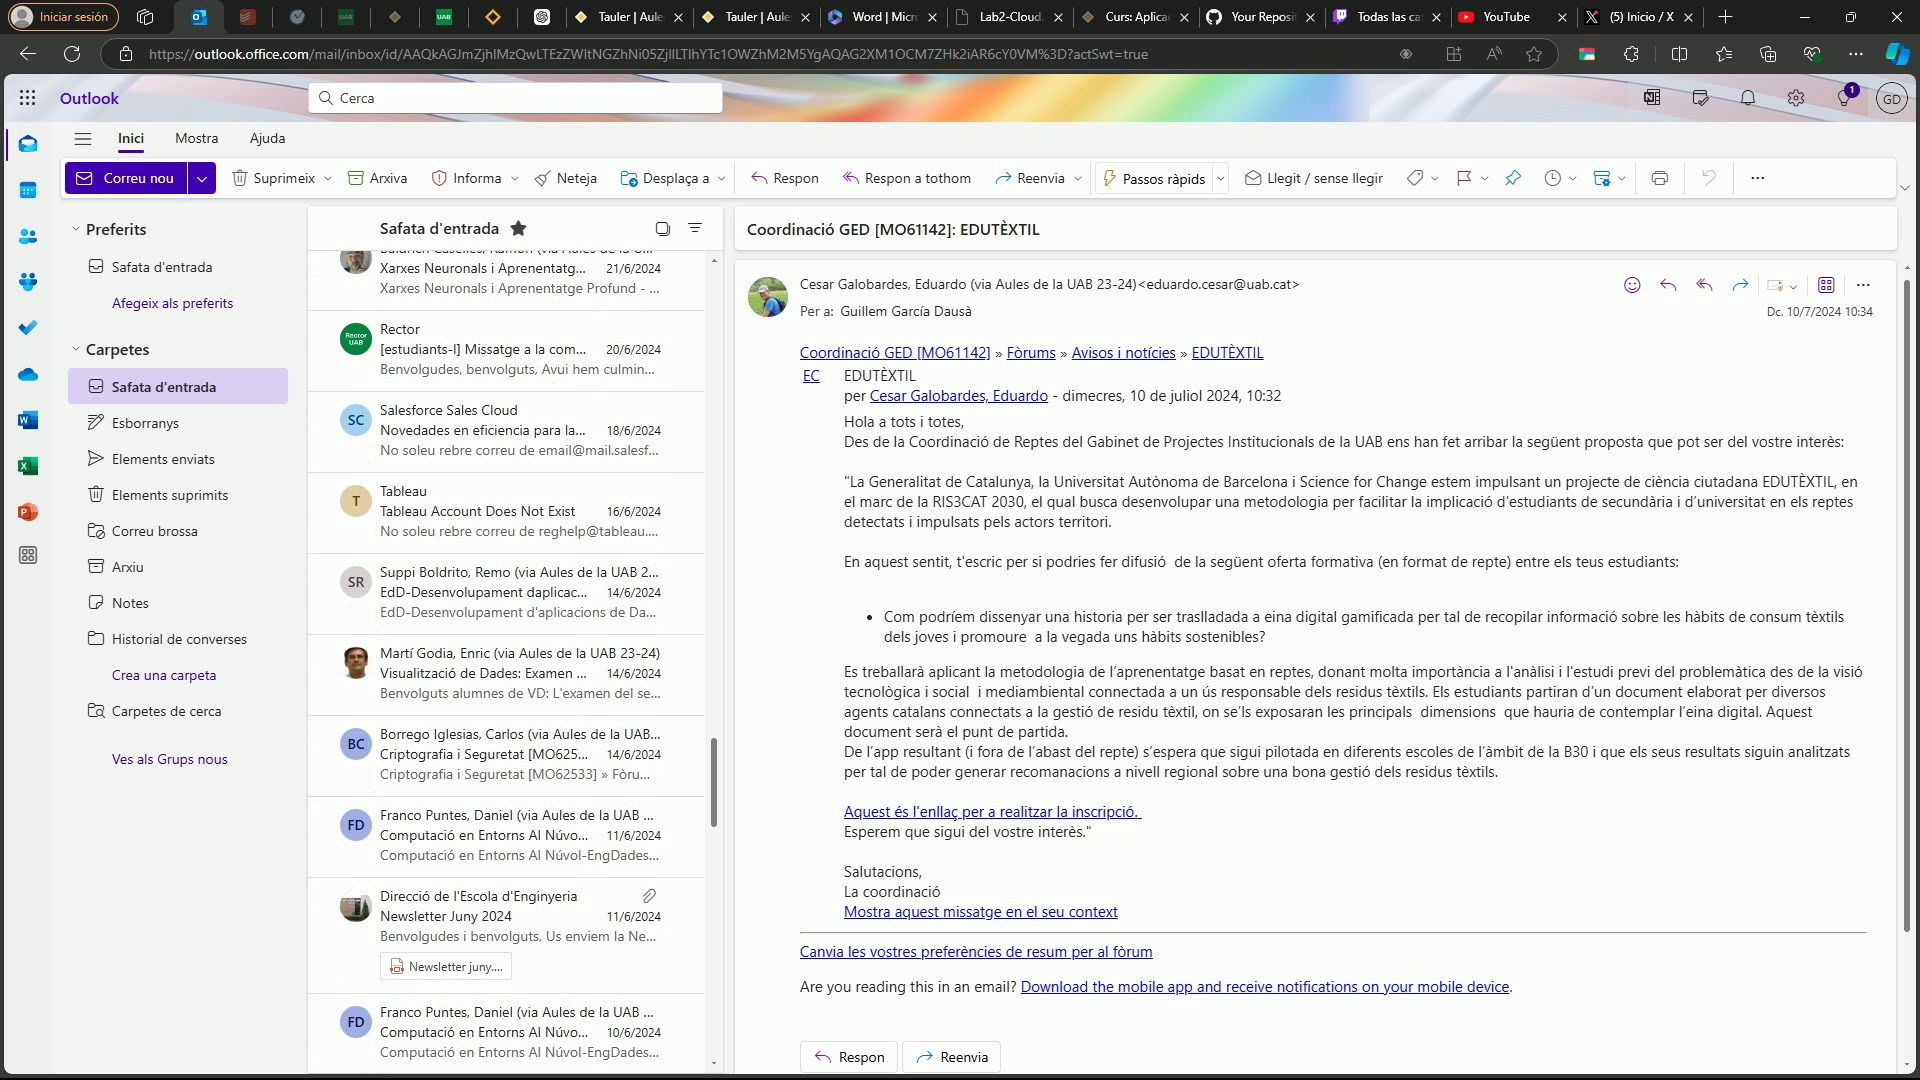 Iniciar sesión
Tauler | Aule
Tauler | Aule
Word | Micr
Lab2-Cloud.
Curs: Aplica
Your Reposi
Todas las ca
YouTube
(5) Inicio / X
Outlook
Cerca
GD
1
Inici
Mostra
Ajuda
Correu nou
Suprimeix
Arxiva
Informa
Neteja
Desplaça a
Respon
Respon a tothom
Reenvia
Passos ràpids
Llegit / sense llegir
Preferits
Safata d'entrada
Afegeix als preferits
Carpetes
Safata d'entrada
Esborranys
Elements enviats
Elements suprimits
Correu brossa
Arxiu
Notes
Historial de converses
Crea una carpeta
Carpetes de cerca
Ves als Grups nous
Safata d'entrada
Xarxes Neuronals i Aprenentatg... 21/6/2024
Xarxes Neuronals i Aprenentatge Profund - ...
Rector UAB
Rector
[estudiants-l] Missatge a la com... 20/6/2024
Benvolgudes, benvolguts, Avui hem culmin...
SC
Salesforce Sales Cloud
Novedades en eficiencia para la... 18/6/2024
No soleu rebre correu de email@mail.salesf...
T
Tableau
Tableau Account Does Not Exist 16/6/2024
No soleu rebre correu de reghelp@tableau....
SR
Suppi Boldrito, Remo (via Aules de la UAB 2...
EdD-Desenvolupament daplicac... 14/6/2024
EdD-Desenvolupament d'aplicacions de Da...
Martí Godia, Enric (via Aules de la UAB 23-24)
Visualització de Dades: Examen ... 14/6/2024
Benvolguts alumnes de VD: L'examen del se...
BC
Borrego Iglesias, Carlos (via Aules de la UAB...
Criptografia i Seguretat [MO625... 14/6/2024
Criptografia i Seguretat [MO62533] » Fòru...
FD
Franco Puntes, Daniel (via Aules de la UAB ...
Computació en Entorns Al Núvo... 11/6/2024
Computació en Entorns Al Núvol-EngDades...
Direcció de l'Escola d'Enginyeria
Newsletter Juny 2024 11/6/2024
Benvolgudes i benvolguts, Us enviem la Ne...
Newsletter juny....
FD
Franco Puntes, Daniel (via Aules de la UAB ...
Computació en Entorns Al Núvo... 10/6/2024
Computació en Entorns Al Núvol-EngDades...
Coordinació GED [MO61142]: EDUTÈXTIL
Cesar Galobardes, Eduardo (via Aules de la UAB 23-24)<eduardo.cesar@uab.cat>
Per a: Guillem García Dausà
Dc. 10/7/2024 10:34
Coordinació GED [MO61142] » Fòrums » Avisos i notícies » EDUTÈXTIL
EC EDUTÈXTIL
per Cesar Galobardes, Eduardo - dimecres, 10 de juliol 2024, 10:32
Hola a tots i totes,
Des de la Coordinació de Reptes del Gabinet de Projectes Institucionals de la UAB ens han fet arribar la següent proposta que pot ser del vostre interès:
"La Generalitat de Catalunya, la Universitat Autònoma de Barcelona i Science for Change estem impulsant un projecte de ciència ciutadana EDUTÈXTIL, en
el marc de la RIS3CAT 2030, el qual busca desenvolupar una metodologia per facilitar la implicació d'estudiants de secundària i d'universitat en els reptes
detectats i impulsats pels actors territori.
En aquest sentit, t'escric per si podries fer difusió de la següent oferta formativa (en format de repte) entre els teus estudiants:
• Com podríem dissenyar una historia per ser traslladada a eina digital gamificada per tal de recopilar informació sobre les hàbits de consum tèxtils
dels joves i promoure a la vegada uns hàbits sostenibles?
Es treballarà aplicant la metodologia de l'aprenentatge basat en reptes, donant molta importància a l'anàlisi i l'estudi previ del problemàtica des de la visió
tecnològica i social i mediambiental connectada a un ús responsable dels residus tèxtils. Els estudiants partiran d'un document elaborat per diversos
agents catalans connectats a la gestió de residu tèxtil, on se'ls exposaran les principals dimensions que hauria de contemplar l'eina digital. Aquest
document serà el punt de partida.
De l'app resultant (i fora de l'abast del repte) s'espera que sigui pilotada en diferents escoles de l'àmbit de la B30 i que els seus resultats siguin analitzats
per tal de poder generar recomanacions a nivell regional sobre una bona gestió dels residus tèxtils.
Aquest és l'enllaç per a realitzar la inscripció.
Esperem que sigui del vostre interès."
Salutacions,
La coordinació
Mostra aquest missatge en el seu context
Canvia les vostres preferències de resum per al fòrum
Are you reading this in an email? Download the mobile app and receive notifications on your mobile device.
Respon
Reenvia